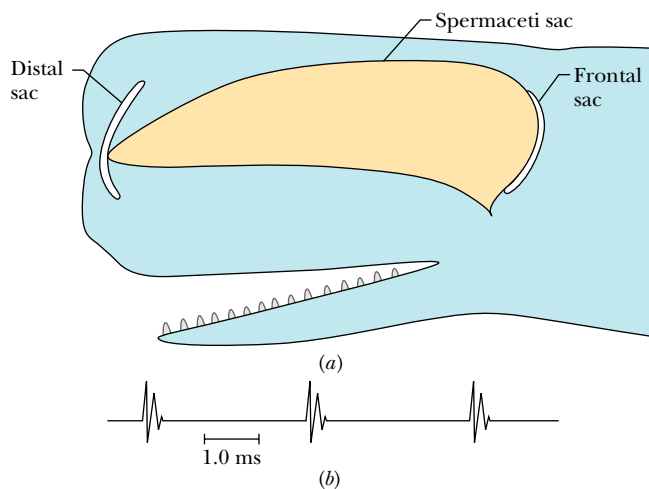 Spermaceti sac
Distal
sac
Frontal
sac
(a)
1.0 ms
(b)